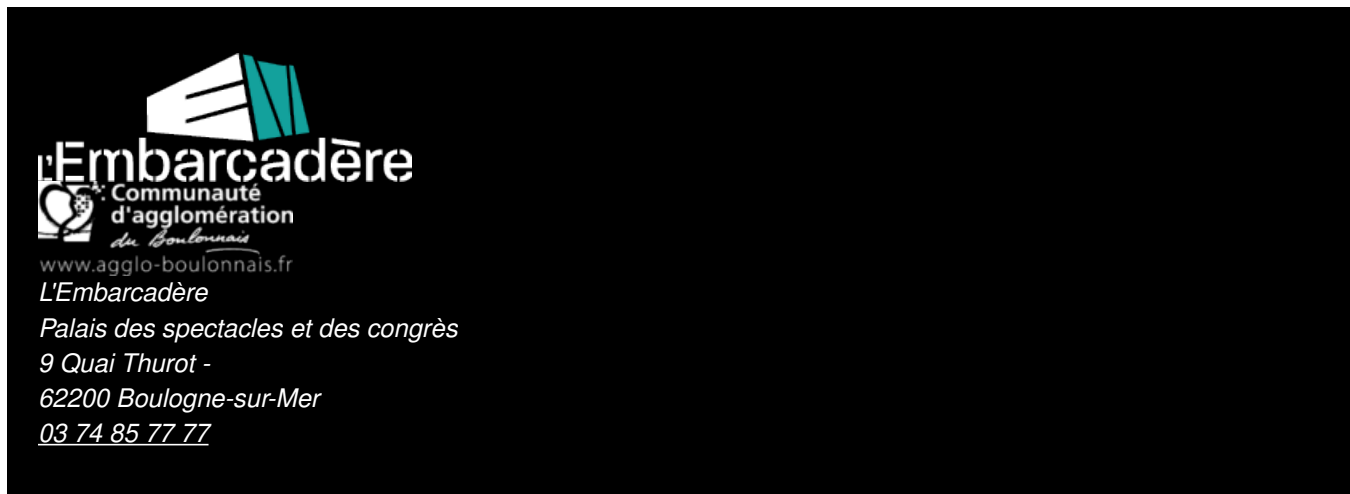 l'Embarcadère
Communauté
d'agglomération
du Boulonnais
www.agglo-boulonnais.fr
L'Embarcadère
Palais des spectacles et des congrès
9 Quai Thurot -
62200 Boulogne-sur-Mer
03 74 85 77 77